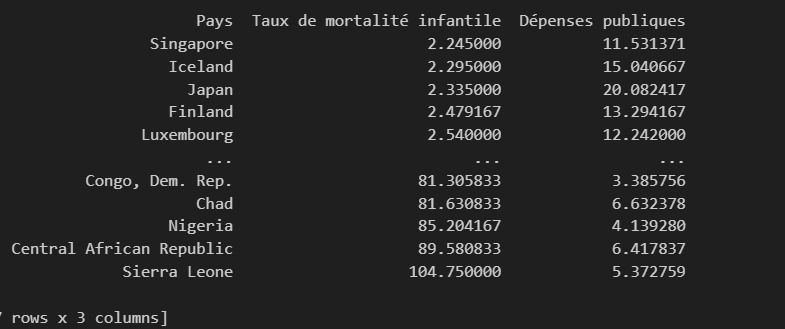 Pays Taux de mortalité infantile Dépenses publiques
Singapore 2.245000 11.531371
Iceland 2.295000 15.040667
Japan 2.335000 20.082417
Finland 2.479167 13.294167
Luxembourg 2.540000 12.242000
... ... ...
Congo, Dem. Rep. 81.305833 3.385756
Chad 81.630833 6.632378
Nigeria 85.204167 4.139280
Central African Republic 89.580833 6.417837
Sierra Leone 104.750000 5.372759
rows x 3 columns]